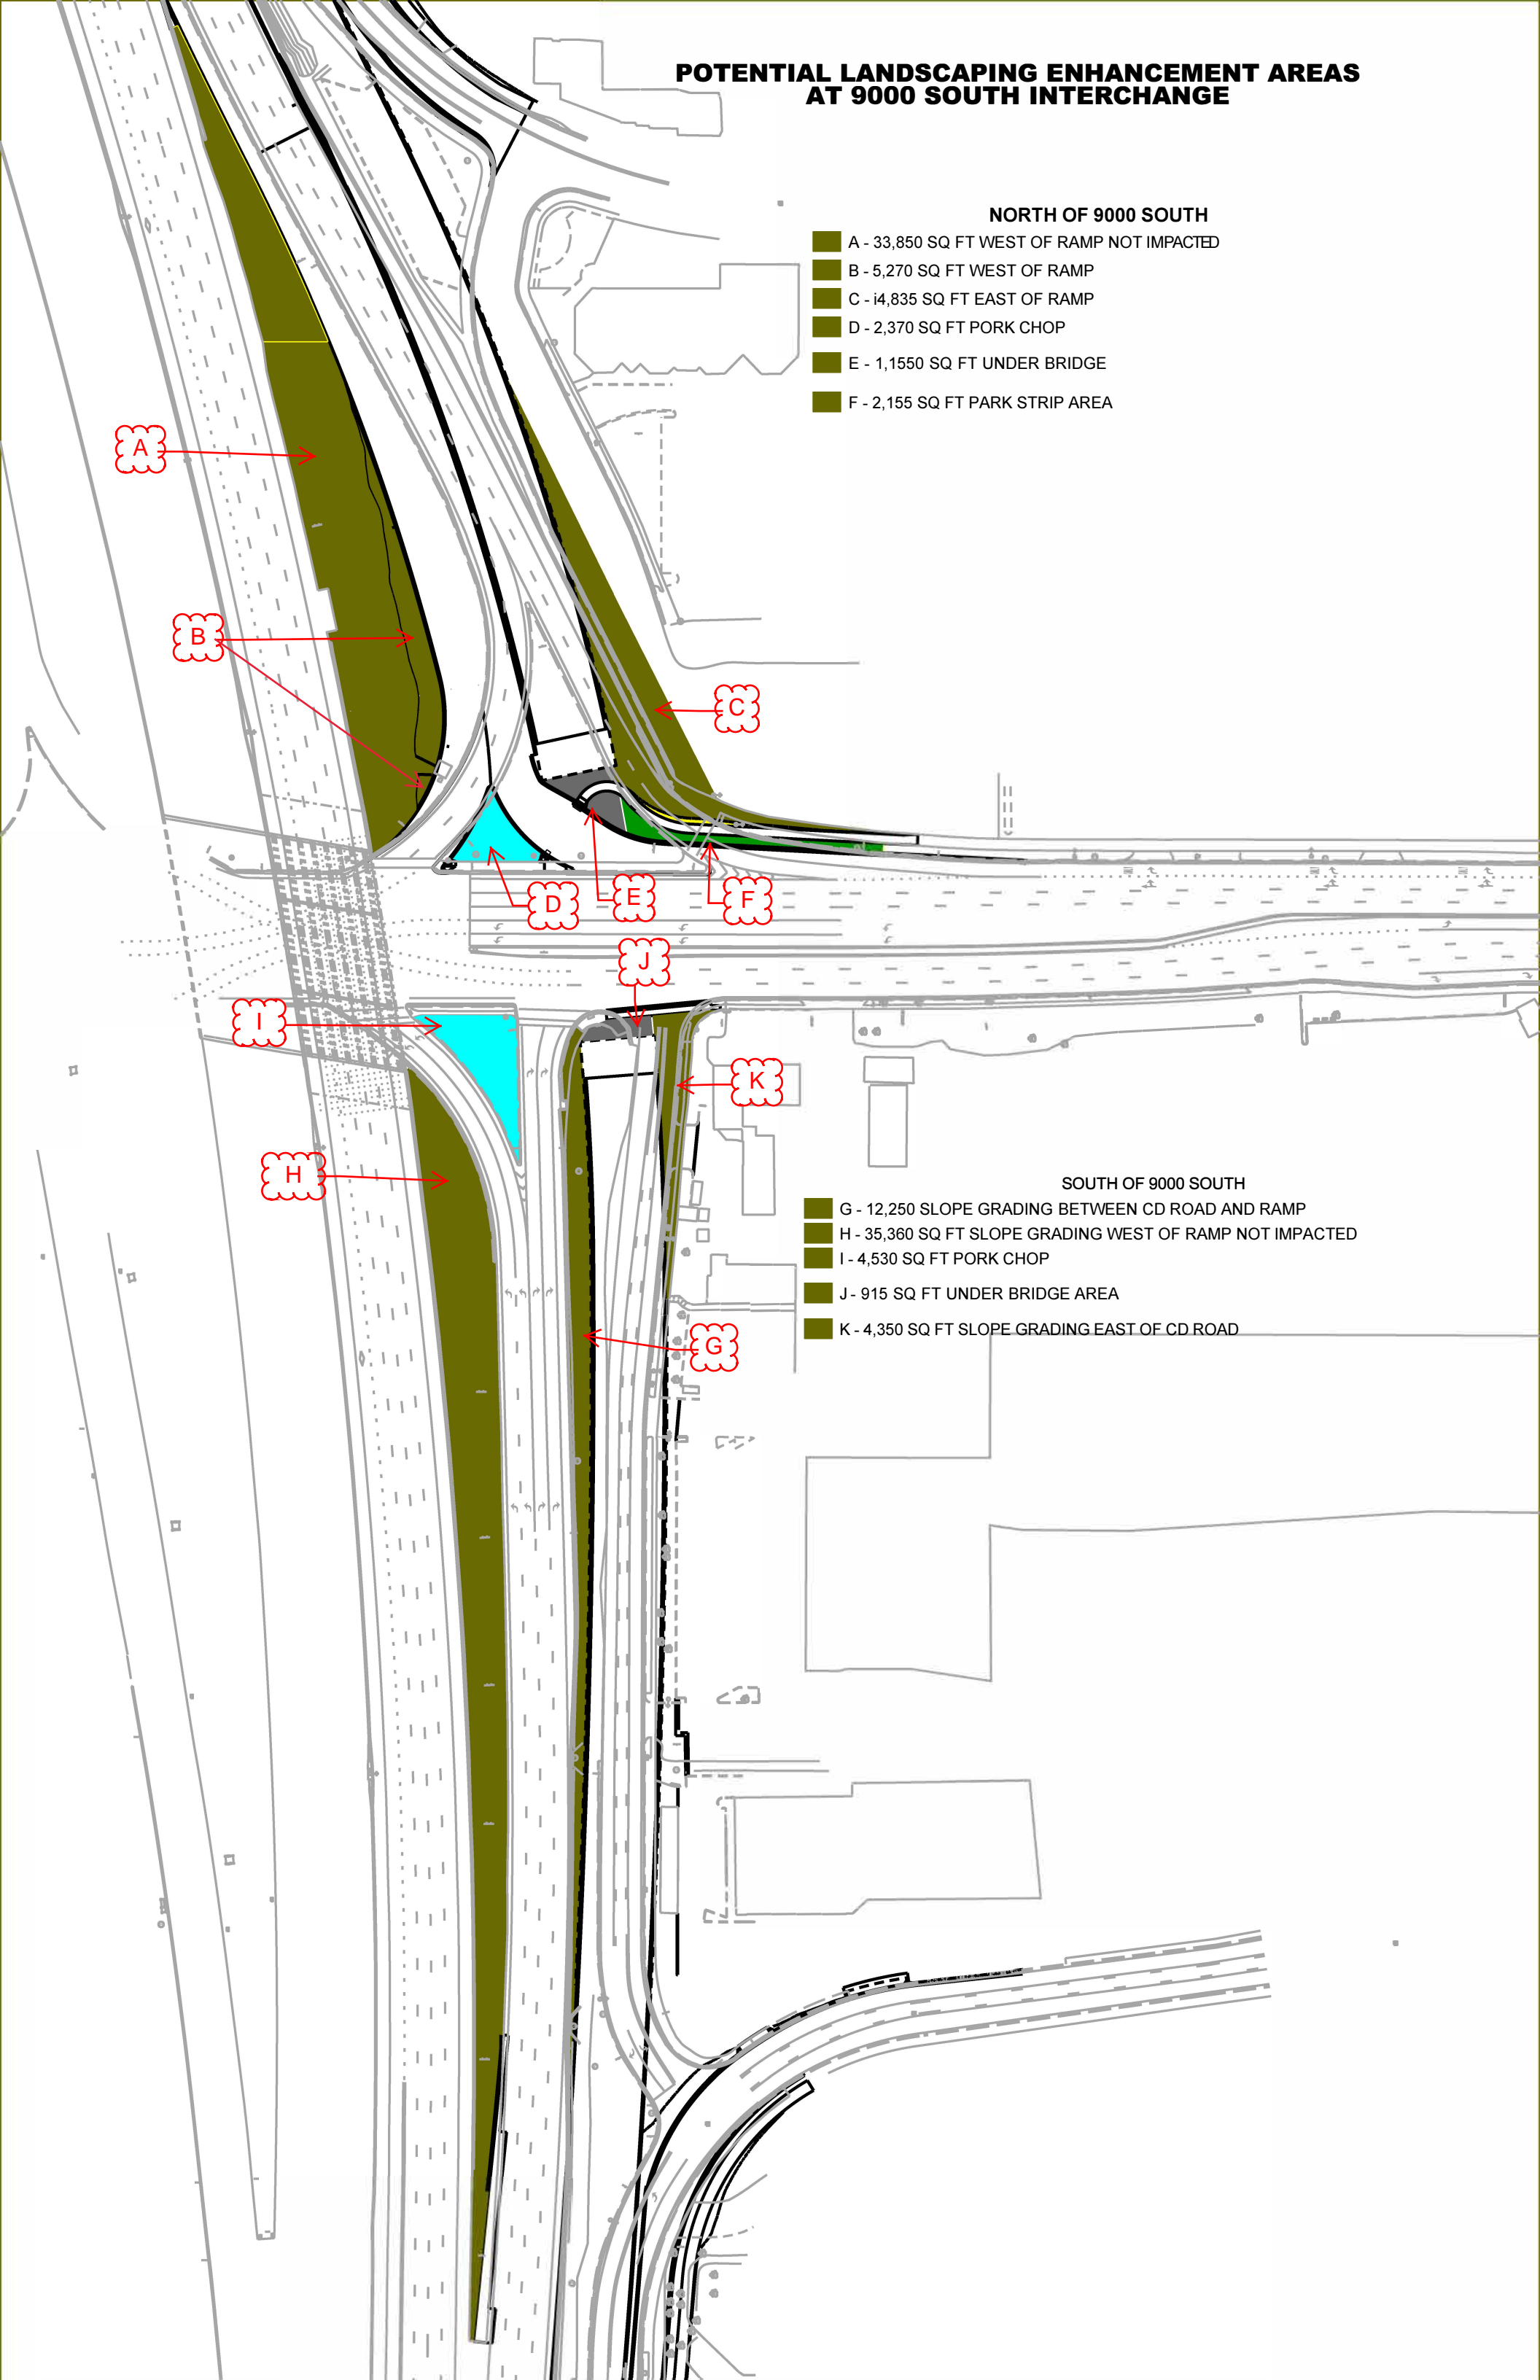 POTENTIAL LANDSCAPING ENHANCEMENT AREAS
AT 9000 SOUTH INTERCHANGE
NORTH OF 9000 SOUTH
A - 33,850 SQ FT WEST OF RAMP NOT IMPACTED
B - 5,270 SQ FT WEST OF RAMP
C - i4,835 SQ FT EAST OF RAMP
D - 2,370 SQ FT PORK CHOP
E - 1,1550 SQ FT UNDER BRIDGE
F - 2,155 SQ FT PARK STRIP AREA
A
B
C
D
E
F
J
I
K
H
SOUTH OF 9000 SOUTH
G - 12,250 SLOPE GRADING BETWEEN CD ROAD AND RAMP
H - 35,360 SQ FT SLOPE GRADING WEST OF RAMP NOT IMPACTED
I - 4,530 SQ FT PORK CHOP
J - 915 SQ FT UNDER BRIDGE AREA
K - 4,350 SQ FT SLOPE GRADING EAST OF CD ROAD
G